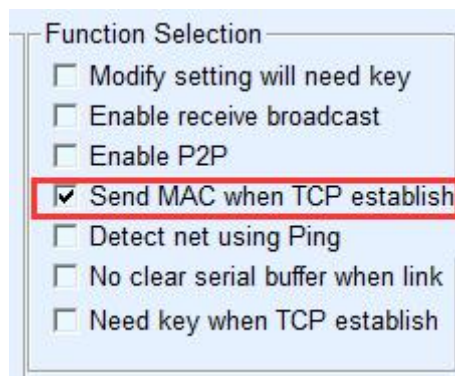 Function Selection
Modify setting will need key
Enable receive broadcast
Enable P2P
Send MAC when TCP establish
Detect net using Ping
No clear serial buffer when link
Need key when TCP establish